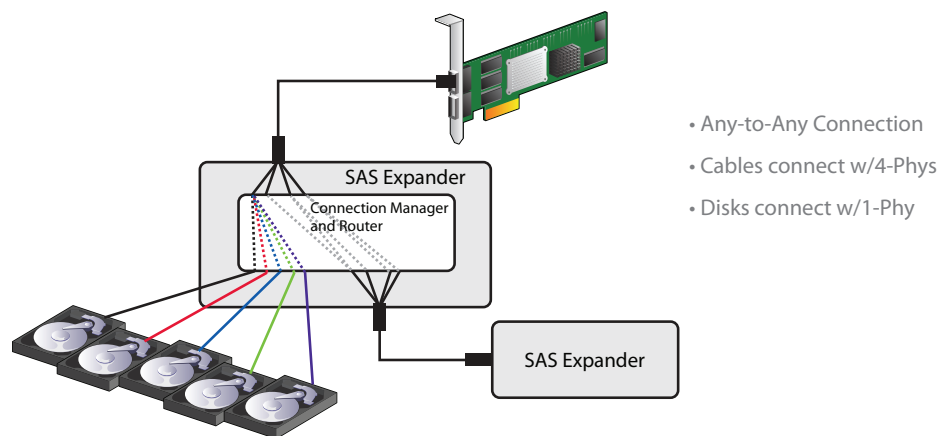 SAS Expander
Connection Manager
and Router
SAS Expander
• Any-to-Any Connection
• Cables connect w/4-Phys
• Disks connect w/1-Phy